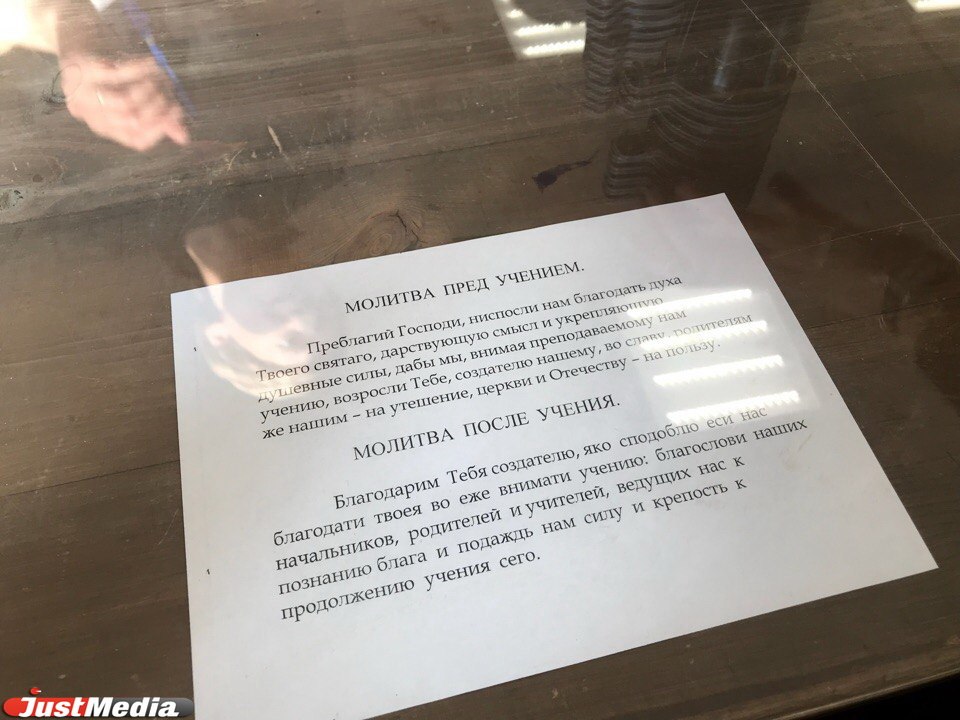 МОЛИТВА ПРЕД УЧЕНИЕМ.
Преблагий Господи, ниспосли нам благодать духа
Твоего святаго, дарствующую смысл и укрепляющую
душевные силы, дабы мы, внимая преподаваемому нам
учению, возросли Тебе, создателю нашему, во славу, родителям
же нашим – на утешение, церкви и Отечеству – на пользу.
МОЛИТВА ПОСЛЕ УЧЕНИЯ.
Благодарим Тебя создателю, яко сподоблю еси нас
благодати твоея во еже внимати учению: благослови наших
начальников, родителей и учителей, ведущих нас к
познанию блага и подаждь нам силу и крепость к
продолжению учения сего.
JustMedia